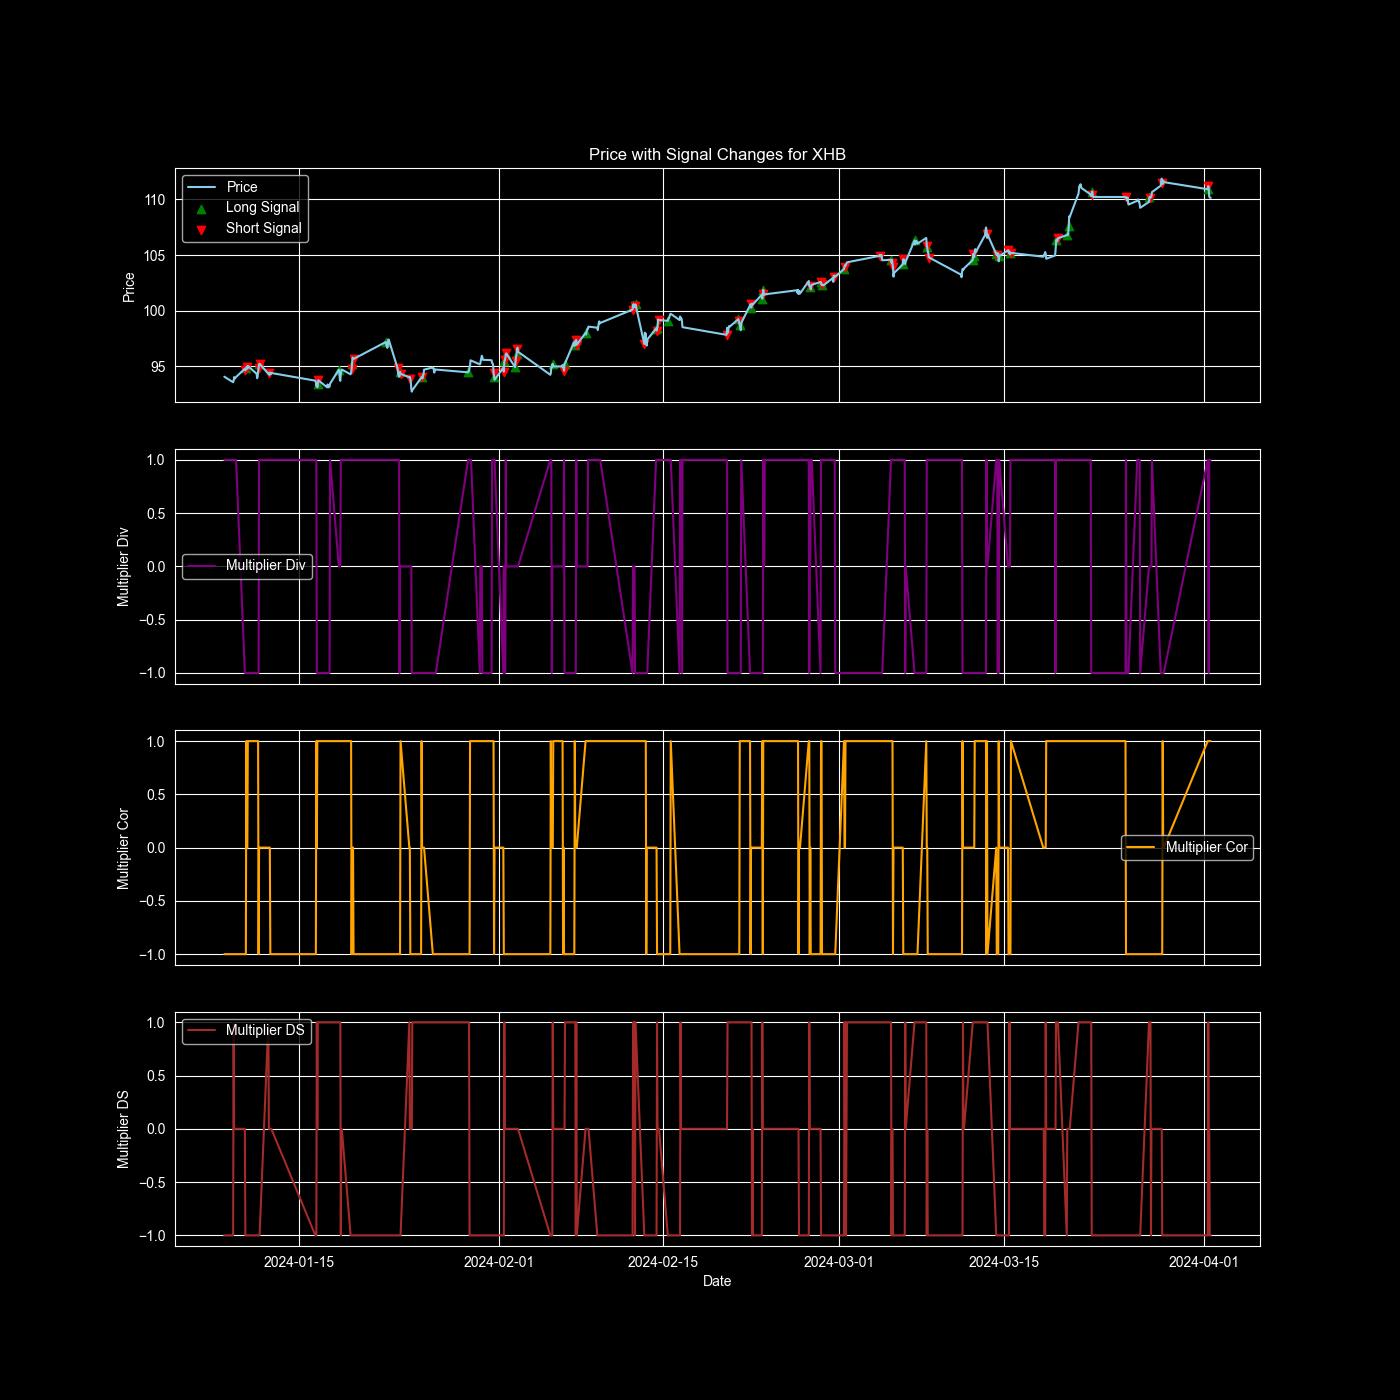 Price with Signal Changes for XHB
Price
Long Signal
Short Signal
110
105
100
95
Price
1.0
0.5
0.0
−0.5
−1.0
Multiplier Div
Multiplier Div
1.0
0.5
0.0
−0.5
−1.0
Multiplier Cor
Multiplier Cor
1.0
0.5
0.0
−0.5
−1.0
Multiplier DS
Multiplier DS
2024-01-15 2024-02-01 2024-02-15 2024-03-01 2024-03-15 2024-04-01
Date